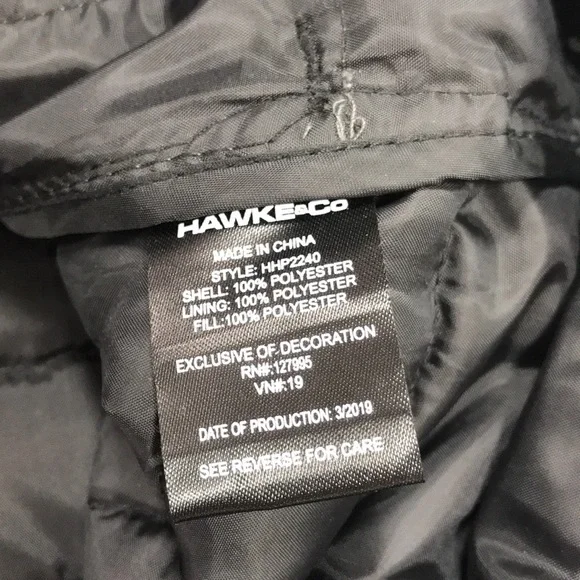 HAWKE&CO
MADE IN CHINA
STYLE: HHP2240
SHELL: 100% POLYESTER
LINING: 100% POLYESTER
FILL:100% POLYESTER
EXCLUSIVE OF DECORATION
RN#:127995
VN#:19
DATE OF PRODUCTION: 3/2019
SEE REVERSE FOR CARE